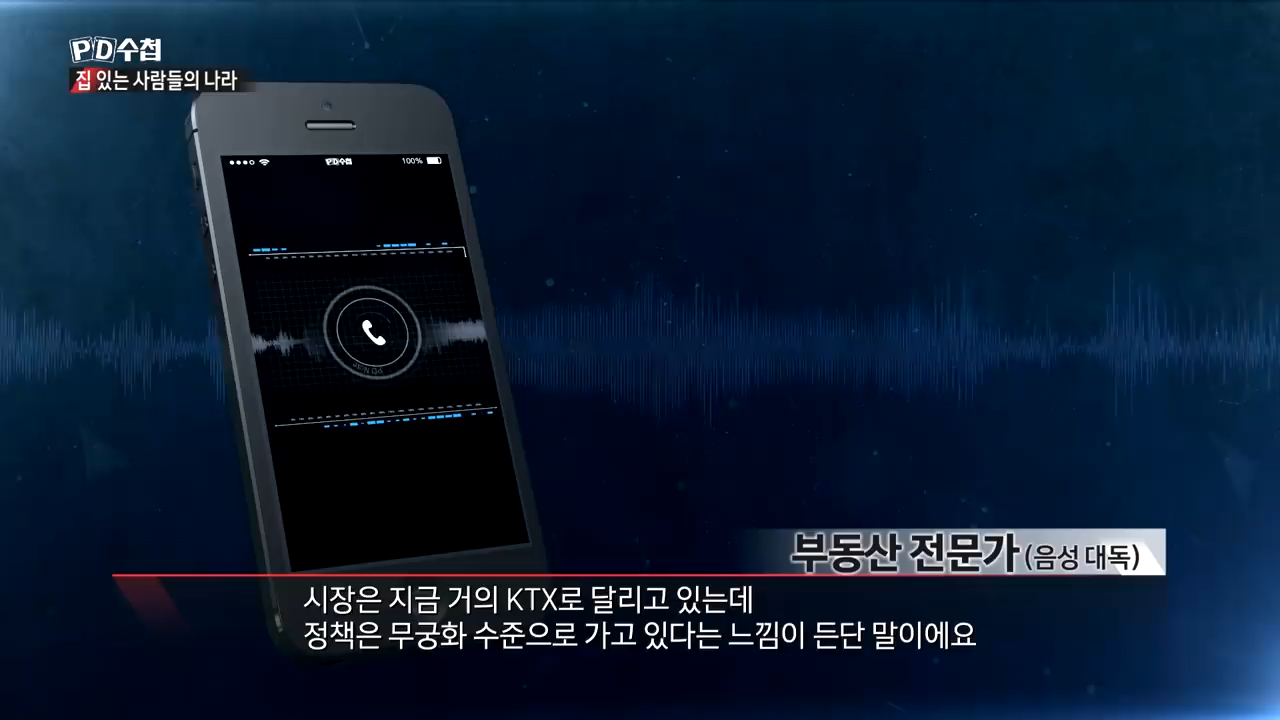 PD수첩
집 있는 사람들의 나라
PD수첩
100%
부동산 전문가 (음성 대독)
시장은 지금 거의 KTX로 달리고 있는데
정책은 무궁화 수준으로 가고 있다는 느낌이 든단 말이에요